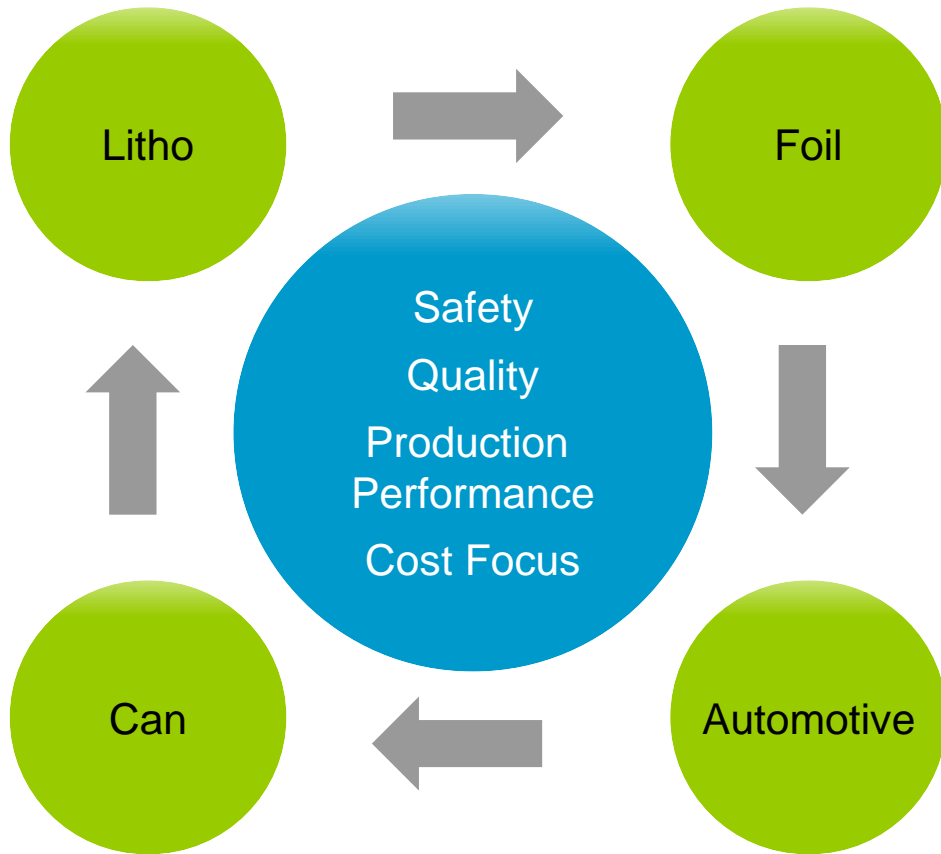 Litho
Foil
Safety
Quality
Production
Performance
Cost Focus
Can
Automotive